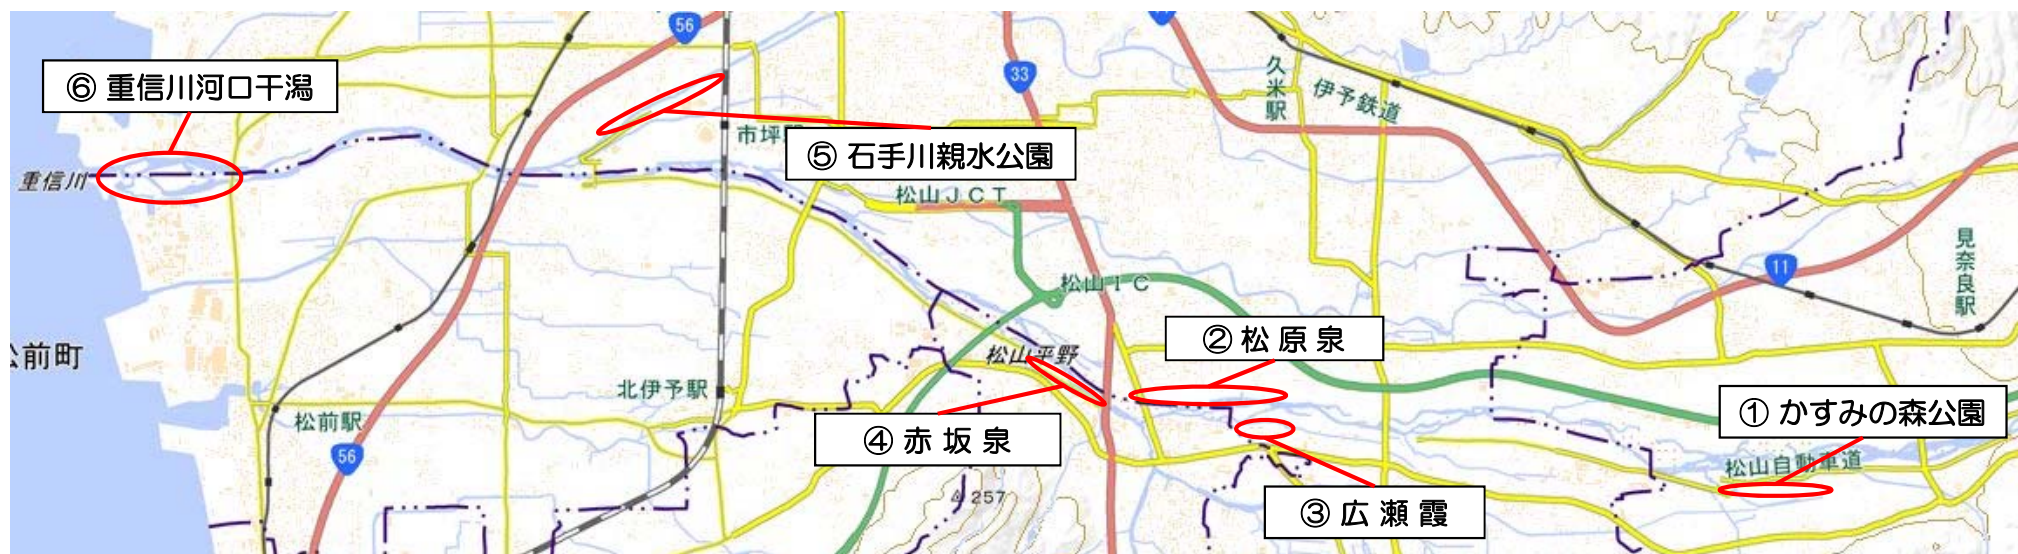 56
⑥ 重信川河口干潟
33
久米駅
伊予鉄道
市坪
⑤ 石手川親水公園
重信川
松山JCT
見奈良駅
11
松山IC
② 松原泉
松山平野
前町
北伊予駅
① かすみの森公園
松前駅
④ 赤坂泉
56
松山自動車道
257
③ 広瀬霞